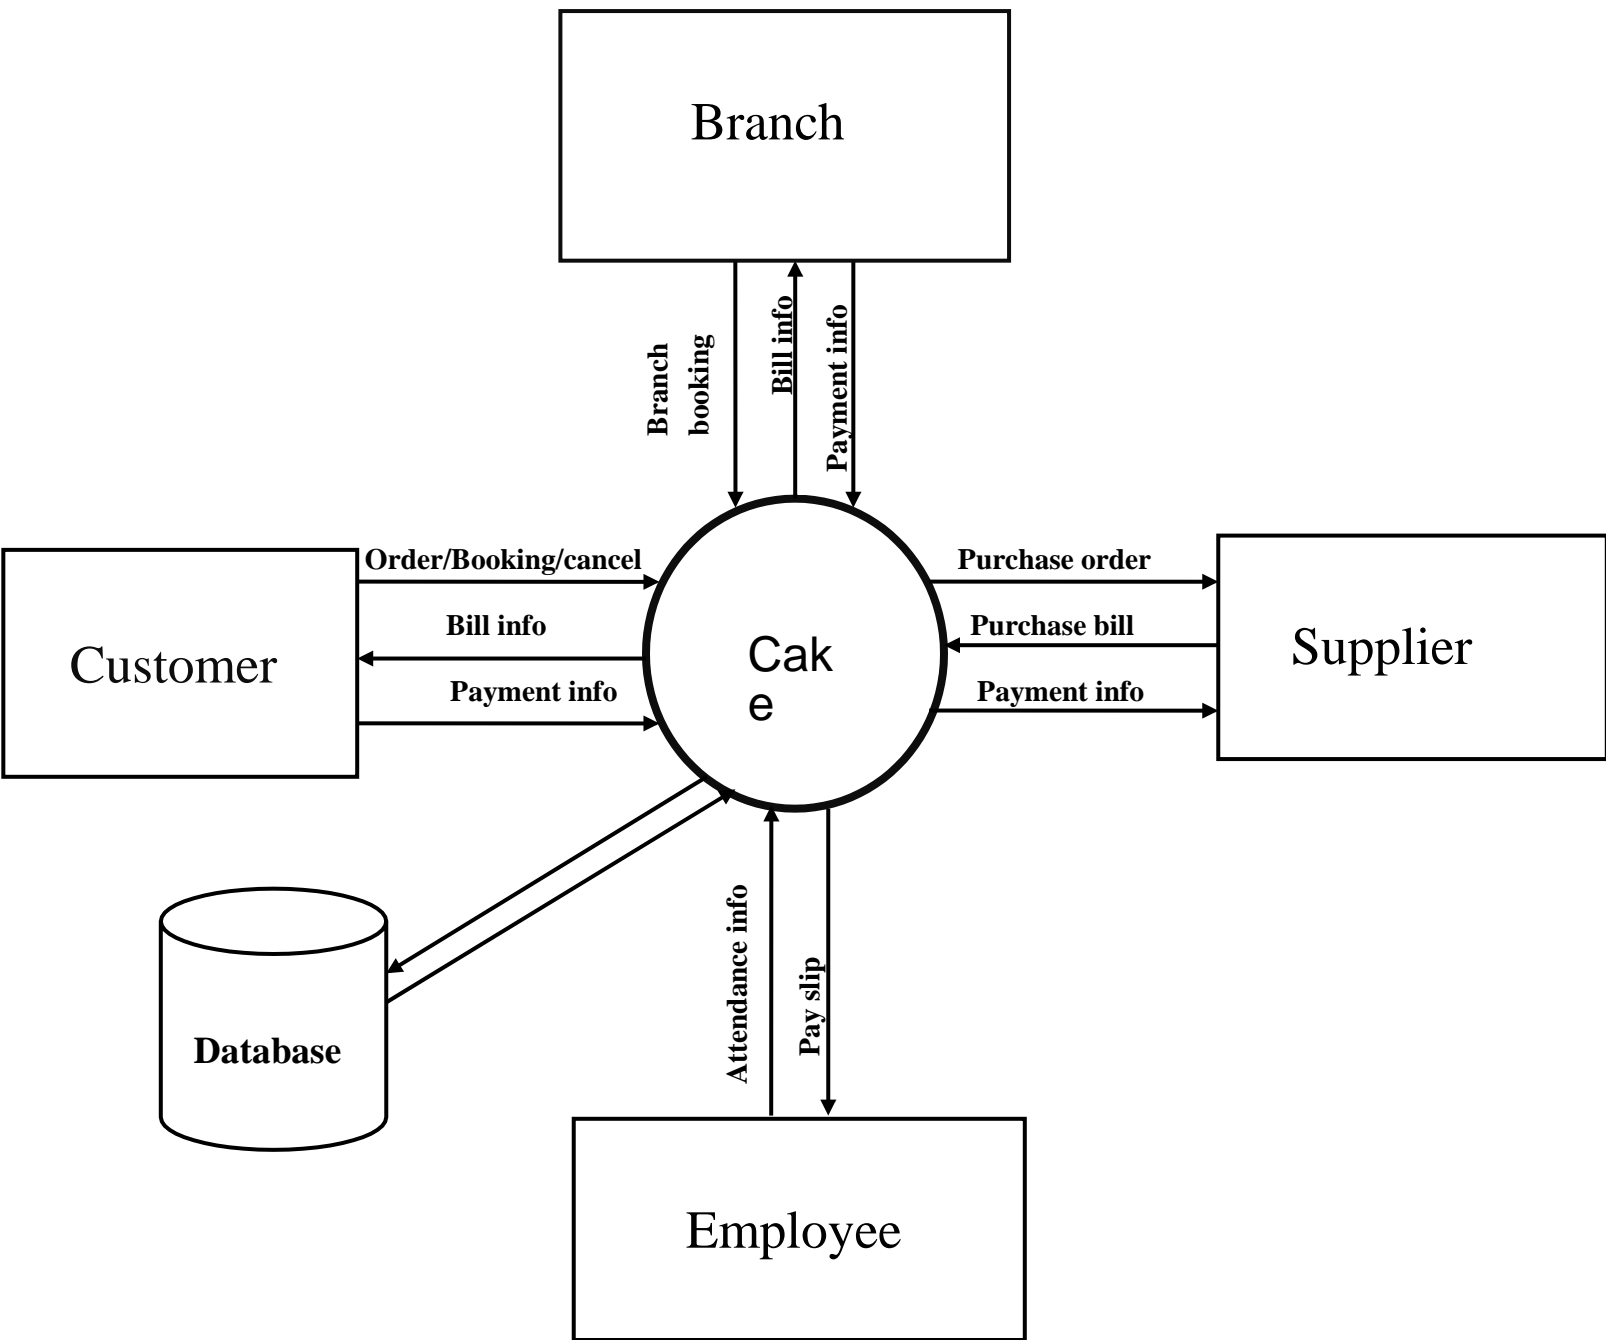 Branch
Branch
booking
Bill info
Payment info
Order/Booking/cancel
Bill info
Payment info
Customer
Cak
e
Purchase order
Purchase bill
Payment info
Supplier
Database
Attendance info
Pay slip
Employee